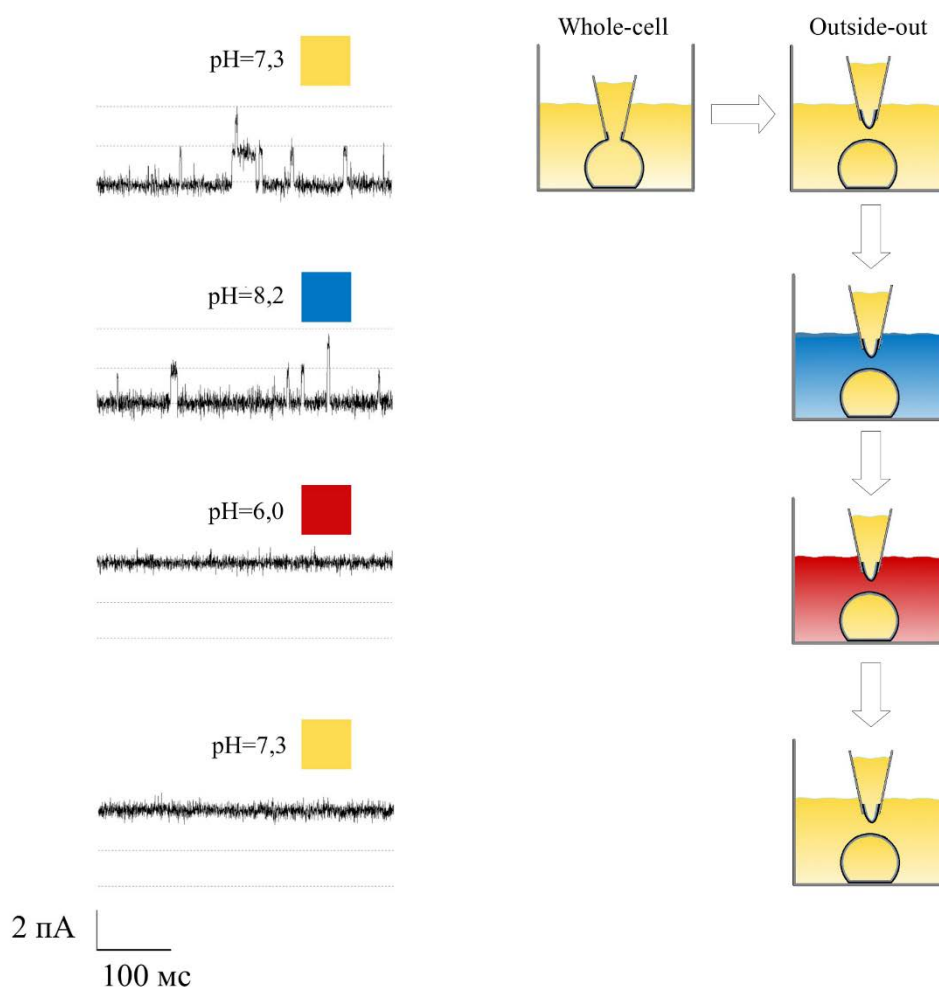 Whole-cell
Outside-out
pH=7,3
pH=8,2
pH=6,0
pH=7,3
2 пА
100 мс